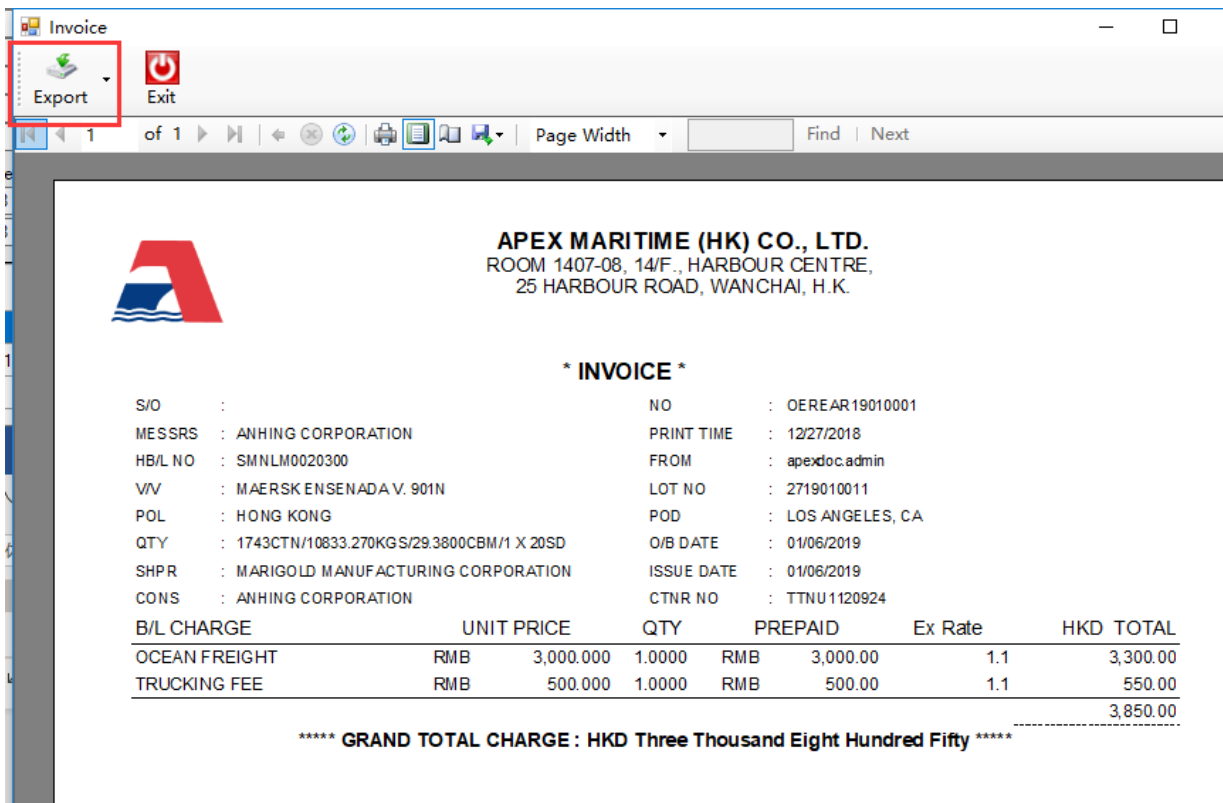 Invoice
Export Exit
1 of 1 Page Width Find Next
APEX MARITIME (HK) CO., LTD.
ROOM 1407-08, 14/F., HARBOUR CENTRE,
25 HARBOUR ROAD, WANCHAI, H.K.
* INVOICE *
S/O : NO : OEREAR19010001
MESSRS : ANHING CORPORATION PRINT TIME : 12/27/2018
HB/L NO : SMNLM0020300 FROM : apexdoc.admin
V/V : MAERSK ENSENADA V. 901N LOT NO : 2719010011
POL : HONG KONG POD : LOS ANGELES, CA
QTY : 1743CTN/10833.270KGS/29.3800CBM/1 X 20SD O/B DATE : 01/06/2019
SHPR : MARIGOLD MANUFACTURING CORPORATION ISSUE DATE : 01/06/2019
CONS : ANHING CORPORATION CTNR NO : TTNU1120924
B/L CHARGE UNIT PRICE QTY PREPAID Ex Rate HKD TOTAL
OCEAN FREIGHT RMB 3,000.000 1.0000 RMB 3,000.00 1.1 3,300.00
TRUCKING FEE RMB 500.000 1.0000 RMB 500.00 1.1 550.00
3,850.00
***** GRAND TOTAL CHARGE : HKD Three Thousand Eight Hundred Fifty *****